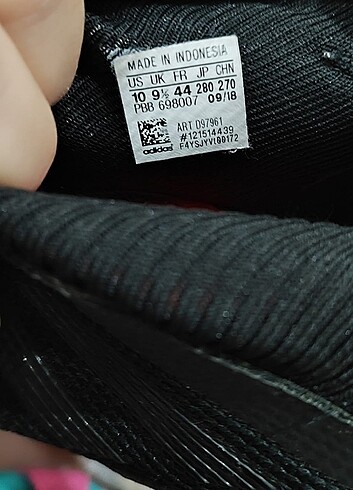 MADE IN INDONESIA
US UK FR JP CHN
10 9½ 44 280 270
PBB 698007 09/18
ART D97961
#121514439
F4YSJYV180172
adidas